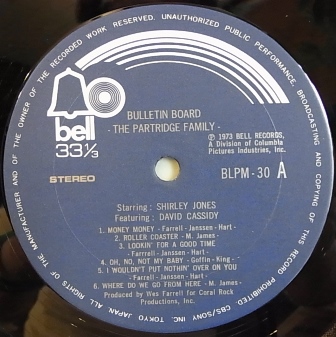 ALL RIGHTS OF THE MANUFACTURER AND OF THE OWNER OF THE RECORDED WORK RESERVED. UNAUTHORIZED PUBLIC PERFORMANCE, BROADCASTING AND COPYING OF THIS RECORD PROHIBITED. CBS/SONY INC. TOKYO JAPAN.
bell
33 1/3
STEREO
BULLETIN BOARD
- THE PARTRIDGE FAMILY -
℗ 1973 BELL RECORDS,
A Division of Columbia
Pictures Industries, Inc.
BLPM - 30 A
Starring : SHIRLEY JONES
Featuring : DAVID CASSIDY
1. MONEY MONEY - Farrell-Janssen-Hart -
2. ROLLER COASTER - M. James -
3. LOOKIN' FOR A GOOD TIME
- Farrell-Janssen-Hart -
4. OH, NO, NOT MY BABY - Goffin-King -
5. I WOULDN'T PUT NOTHIN' OVER ON YOU
- Farrell-Janssen-Hart -
6. WHERE DO WE GO FROM HERE - M. James -
Produced by Wes Farrell for Coral Rock
Productions, Inc.